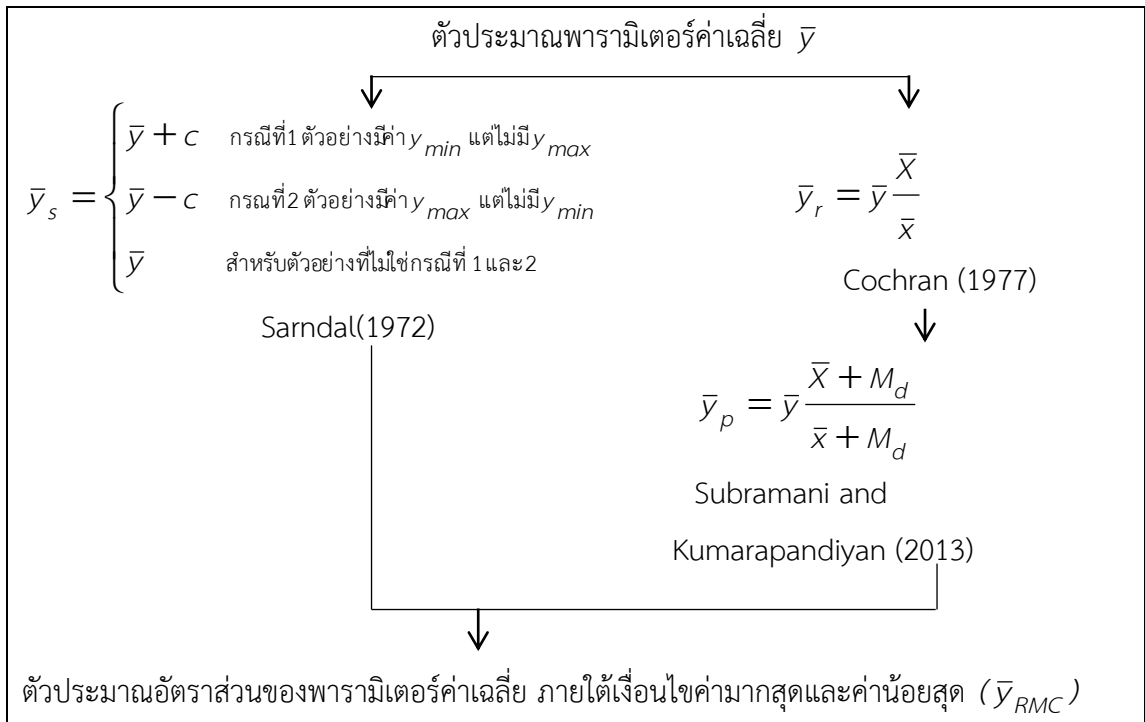 ตัวประมาณพารามิเตอร์ค่าเฉลี่ย ȳ
ȳ + c กรณีที่1 ตัวอย่างมีค่า y_min แต่ไม่มี y_max
ȳ_s = { ȳ − c กรณที่2 ตัวอย่างมีค่า y_max แต่ไม่มี y_min
ȳ สำหรับตัวอย่างที่ไม่ใช่กรณีที่ 1 และ 2
Sarndal(1972)
ȳ_r = ȳ X̄ / x̄
Cochran (1977)
ȳ_p = ȳ (X̄ + M_d) / (x̄ + M_d)
Subramani and
Kumarapandiyan (2013)
ตัวประมาณอัตราส่วนของพารามิเตอร์ค่าเฉลี่ย ภายใต้เงื่อนไขค่ามากสุดและค่าน้อยสุด (ȳ_RMC)